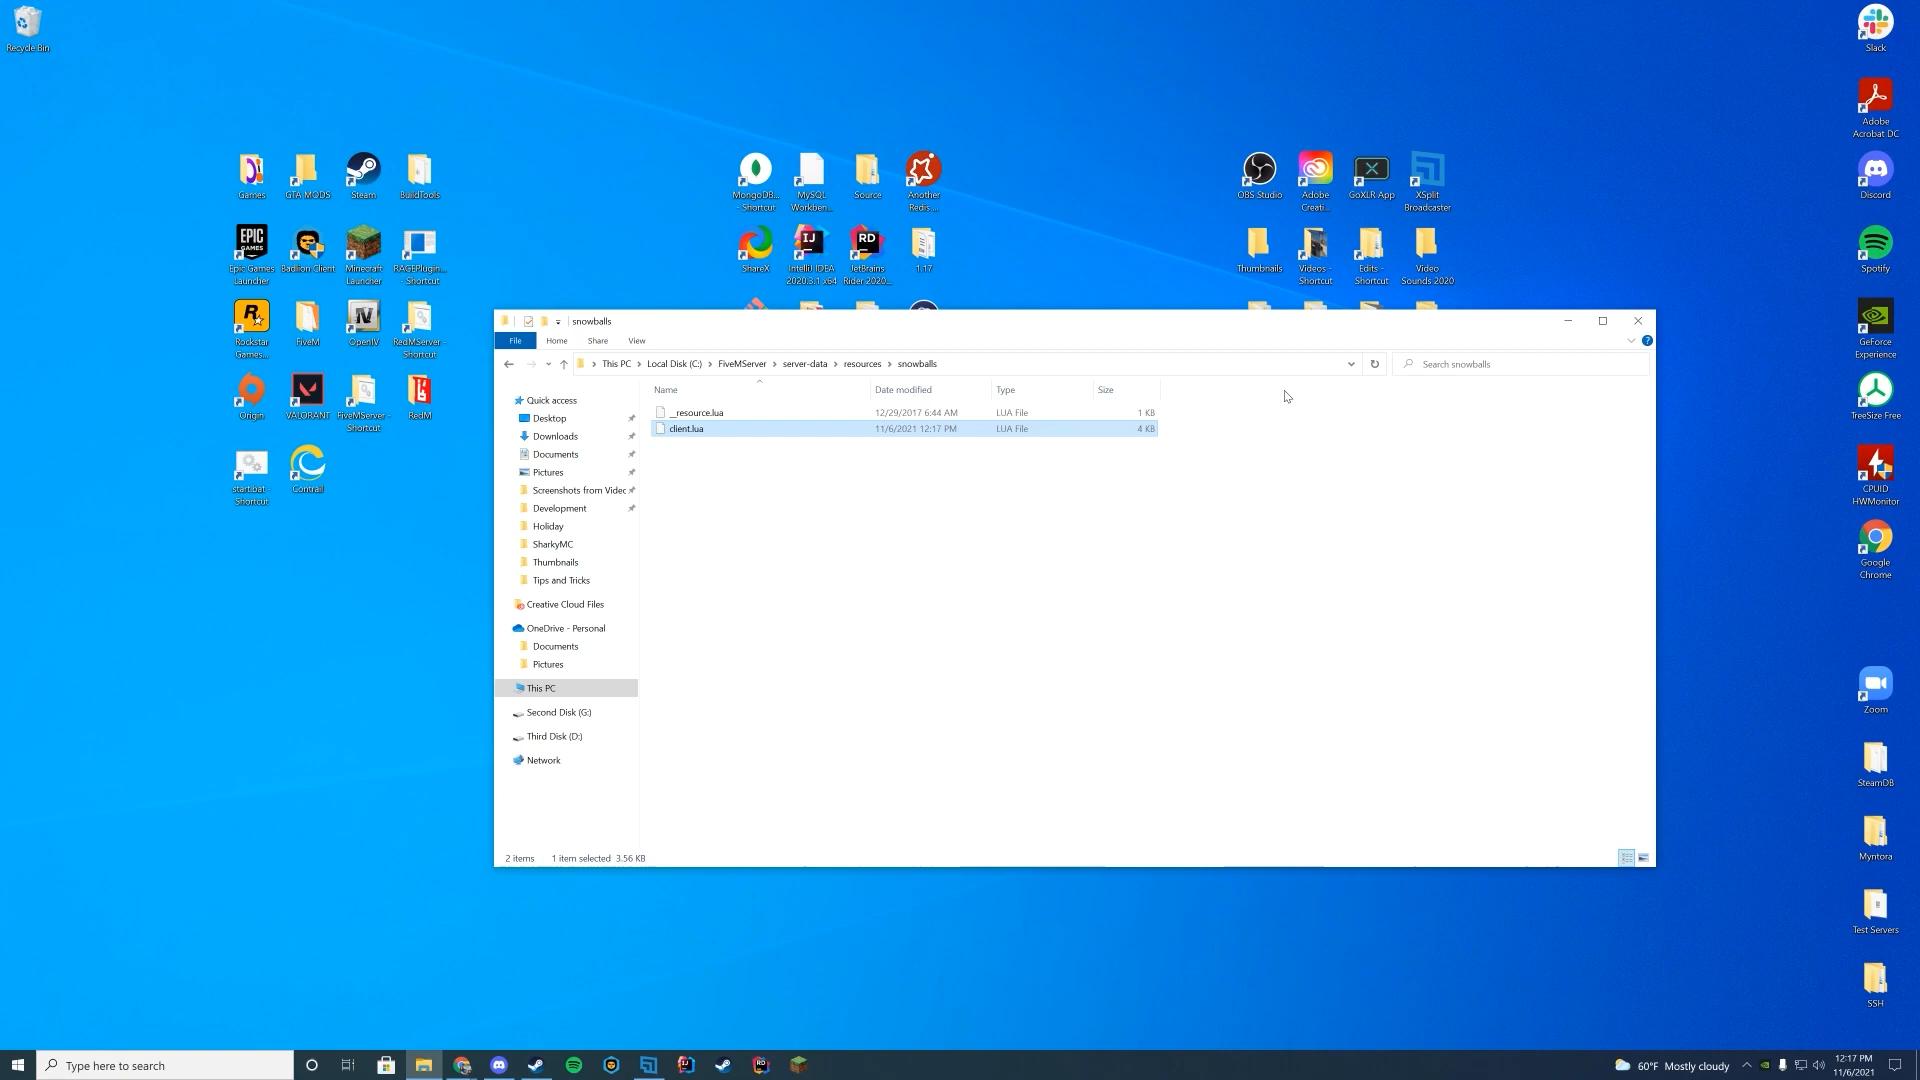 Recycle Bin
Games
GTA MODS
Steam
BuildTools
Epic Games
Launcher
Badlion Client
Minecraft
Launcher
RAGEPlugin...
- Shortcut
Rockstar
Games...
FiveM
OpenIV
RedMServer -
Shortcut
Origin
VALORANT
FiveMServer -
Shortcut
RedM
start.bat -
Shortcut
Contrail
MongoDB...
- Shortcut
MySQL
Workben...
Source
Another
Redis ...
ShareX
IntelliJ IDEA
2020.3.1 x64
JetBrains
Rider 2020...
1.17
OBS Studio
Adobe
Creati...
GoXLR App
XSplit
Broadcaster
Thumbnails
Videos -
Shortcut
Edits -
Shortcut
Video
Sounds 2020
Slack
Adobe
Acrobat DC
Discord
Spotify
GeForce
Experience
TreeSize Free
CPUID
HWMonitor
Google
Chrome
Zoom
SteamDB
Myntora
Test Servers
SSH
snowballs
File
Home
Share
View
This PC > Local Disk (C:) > FiveMServer > server-data > resources > snowballs
Search snowballs
Name
Date modified
Type
Size
__resource.lua 12/29/2017 6:44 AM LUA File 1 KB
client.lua 11/6/2021 12:17 PM LUA File 4 KB
Quick access
Desktop
Downloads
Documents
Pictures
Screenshots from Videc
Development
Holiday
SharkyMC
Thumbnails
Tips and Tricks
Creative Cloud Files
OneDrive - Personal
Documents
Pictures
This PC
Second Disk (G:)
Third Disk (D:)
Network
2 items 1 item selected 3.56 KB
Type here to search
60°F Mostly cloudy
12:17 PM
11/6/2021